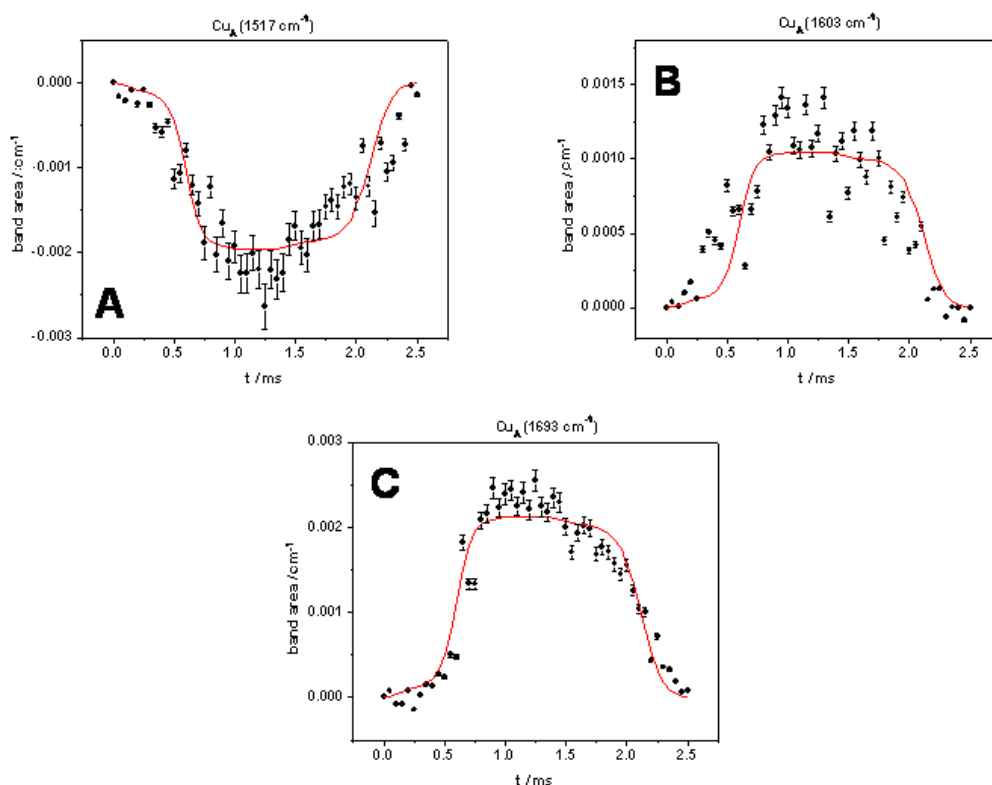 Cu_A (1517 cm⁻¹)
A
0.000
-0.001
-0.002
-0.003
band area /cm⁻¹
0.0 0.5 1.0 1.5 2.0 2.5
t /ms
Cu_A (1603 cm⁻¹)
B
0.0015
0.0010
0.0005
0.0000
band area /cm⁻¹
0.0 0.5 1.0 1.5 2.0 2.5
t /ms
Cu_A (1693 cm⁻¹)
C
0.003
0.002
0.001
0.000
band area /cm⁻¹
0.0 0.5 1.0 1.5 2.0 2.5
t /ms